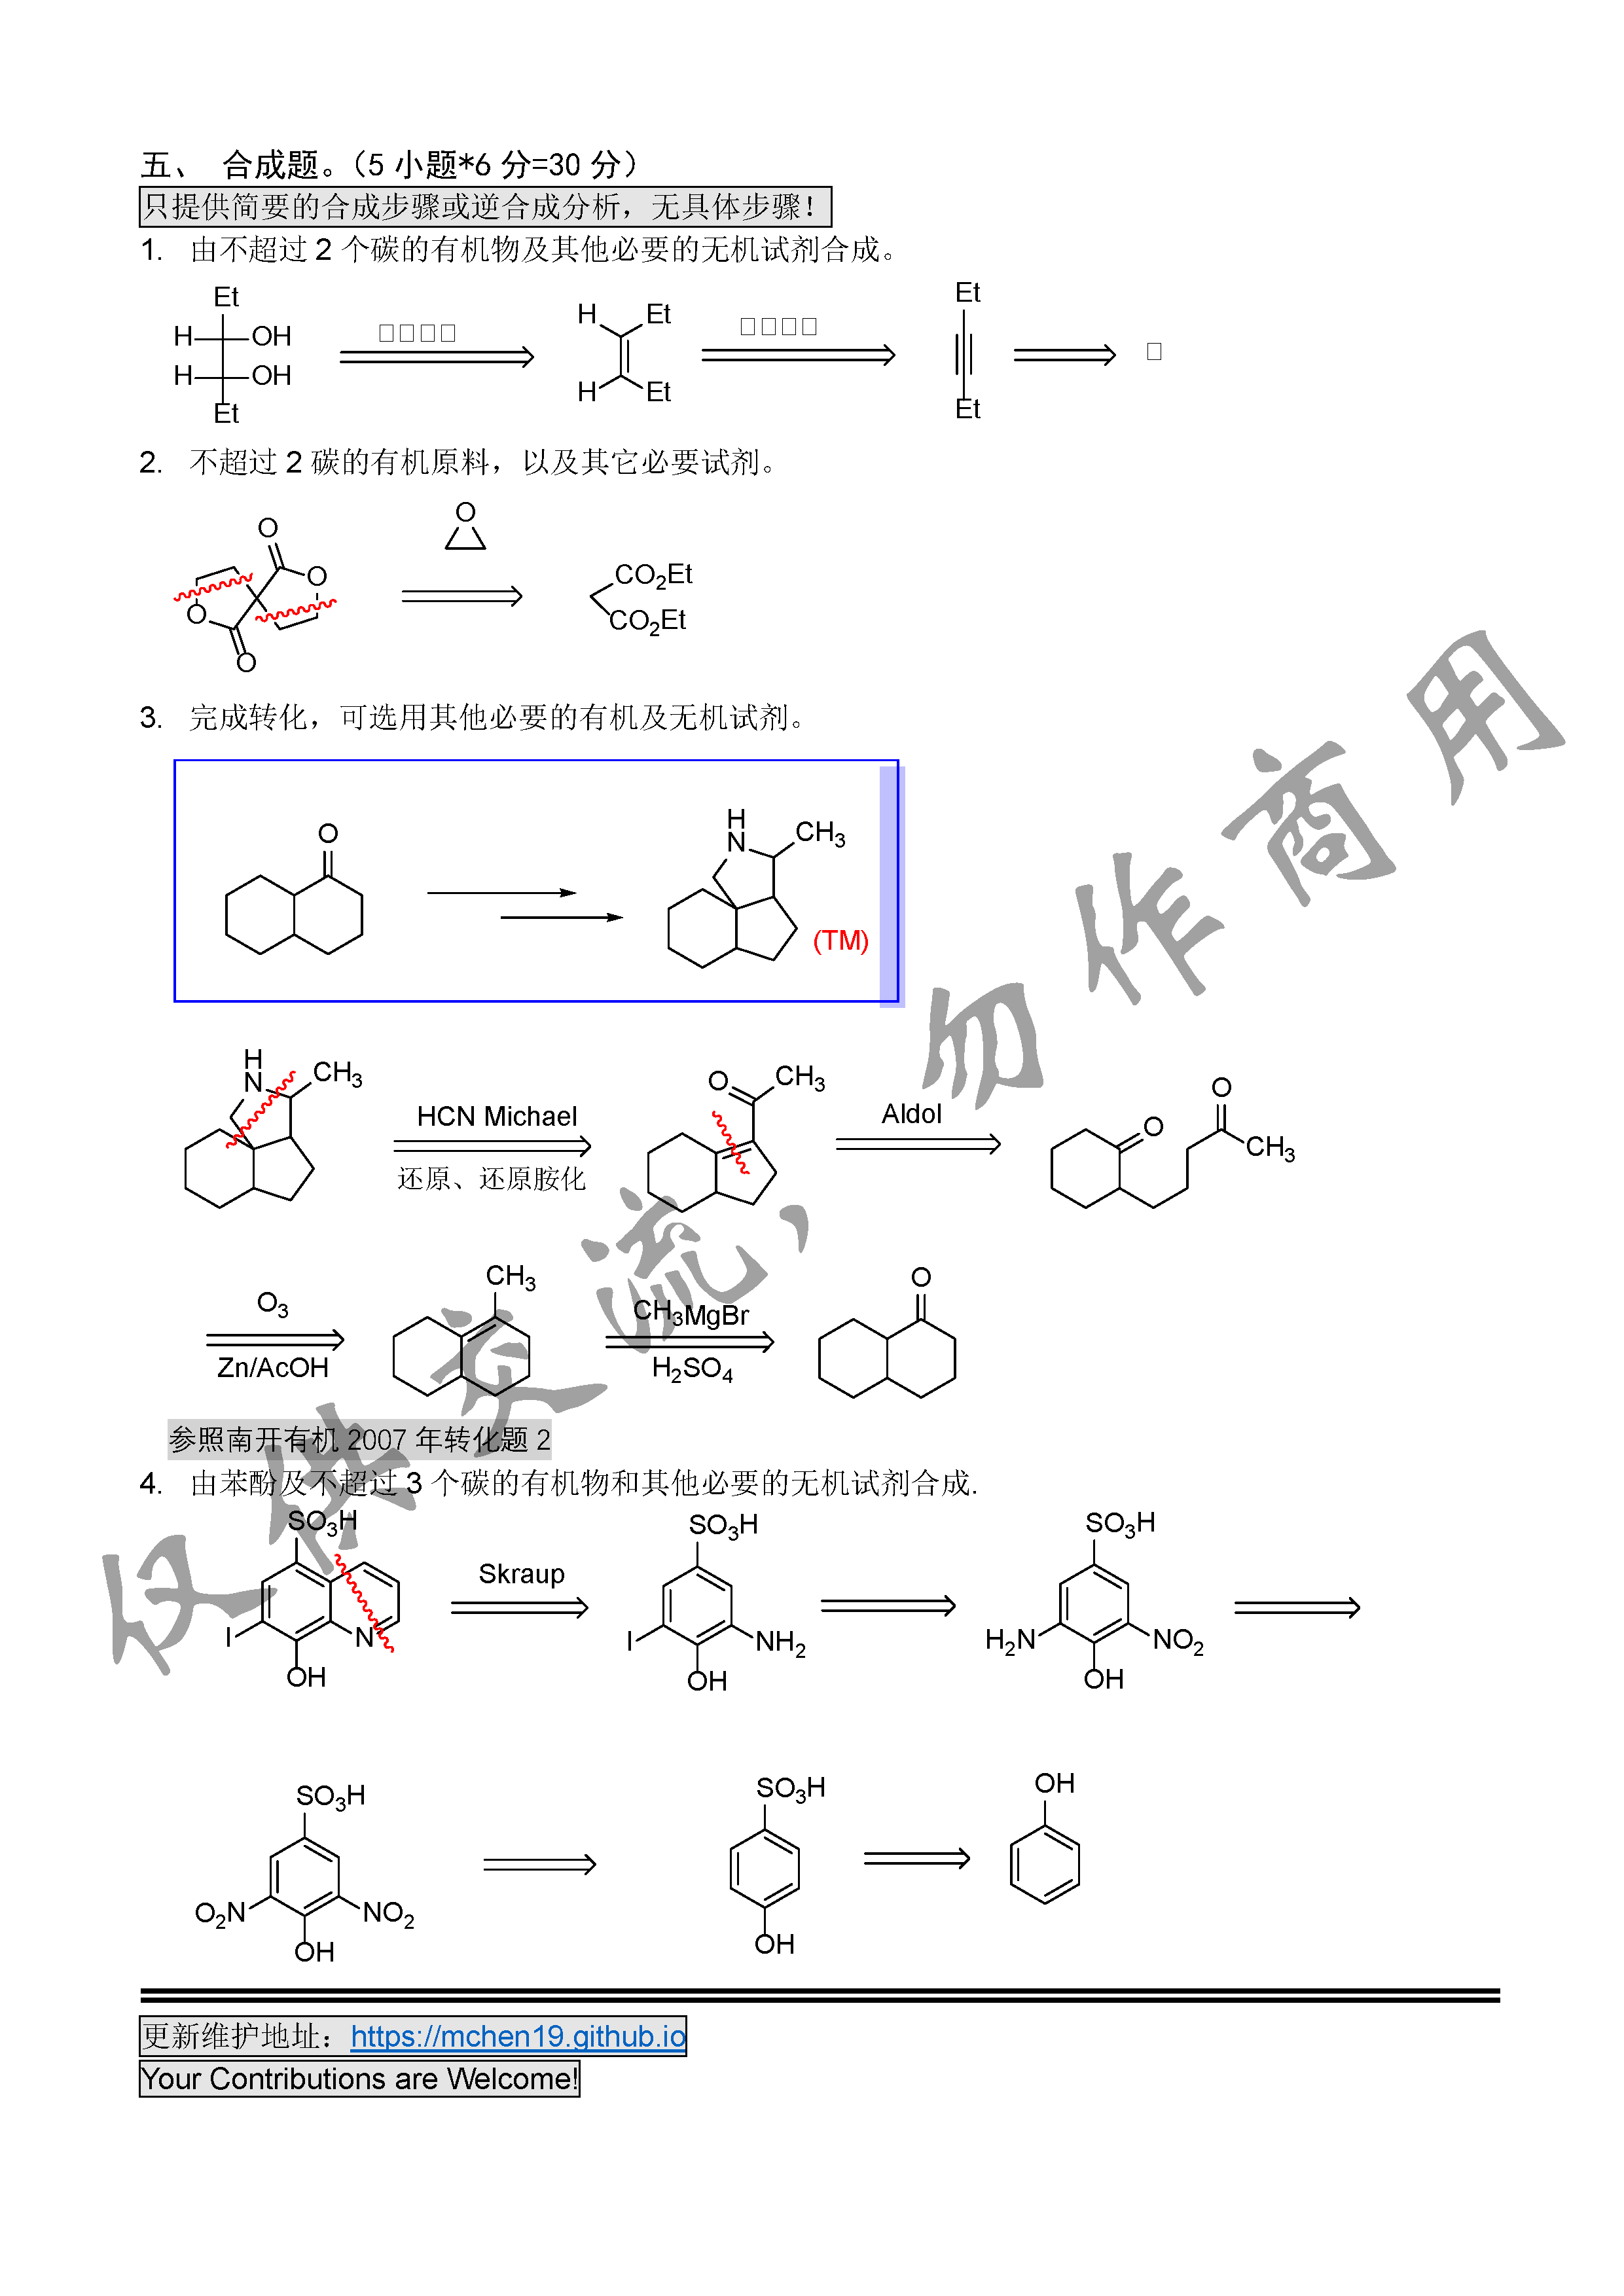 五、 合成题。（5 小题*6 分=30 分）
只提供简要的合成步骤或逆合成分析，无具体步骤！
1. 由不超过 2 个碳的有机物及其他必要的无机试剂合成。
Et
H OH
H OH
Et
H Et
H Et
Et
Et
2. 不超过 2 碳的有机原料，以及其它必要试剂。
O
O
O
O
O
CO2Et
CO2Et
3. 完成转化，可选用其他必要的有机及无机试剂。
O
H
N
CH3
(TM)
H
N
CH3
HCN Michael
还原、还原胺化
O
CH3
Aldol
O
O
CH3
O3
Zn/AcOH
CH3
CH3MgBr
H2SO4
O
参照南开有机 2007 年转化题 2
4. 由苯酚及不超过 3 个碳的有机物和其他必要的无机试剂合成.
SO3H
I
N
OH
Skraup
SO3H
I
NH2
OH
SO3H
H2N
NO2
OH
SO3H
O2N
NO2
OH
SO3H
OH
OH
更新维护地址：https://mchen19.github.io
Your Contributions are Welcome!
仅供交流，勿作商用